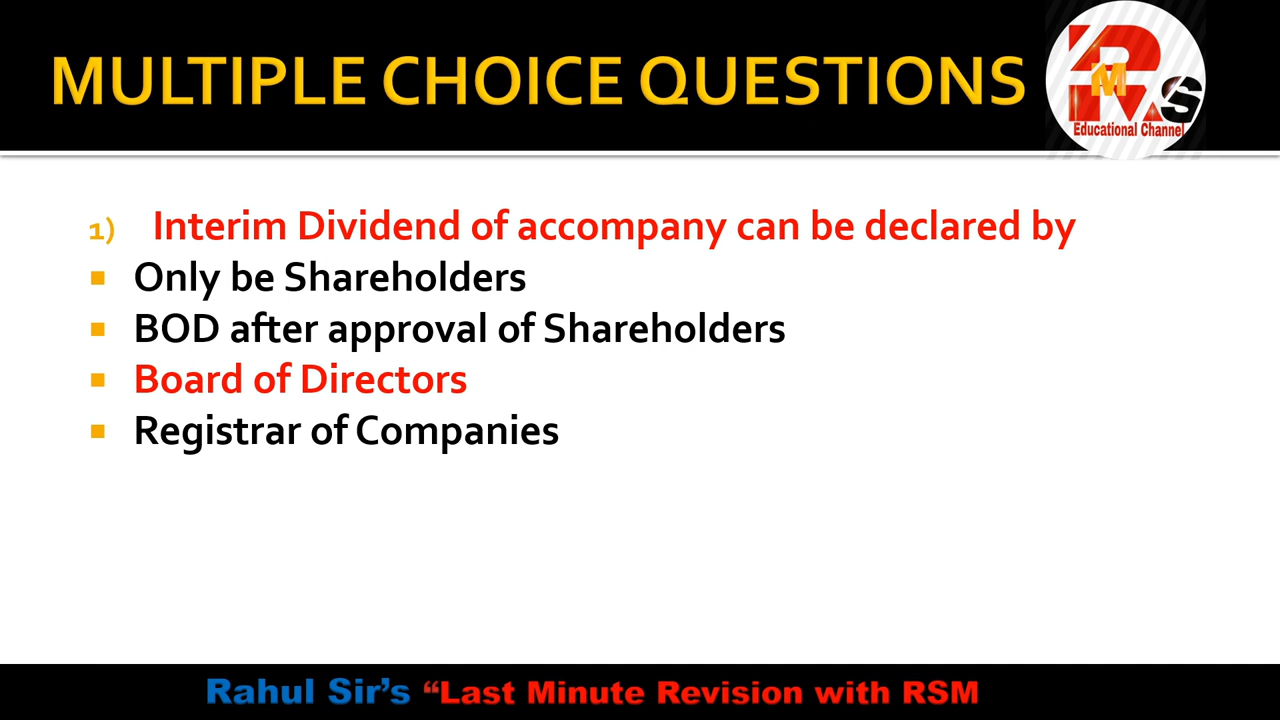 MULTIPLE CHOICE QUESTIONS
RMS
Educational Channel
1) Interim Dividend of accompany can be declared by
Only be Shareholders
BOD after approval of Shareholders
Board of Directors
Registrar of Companies
Rahul Sir's "Last Minute Revision with RSM